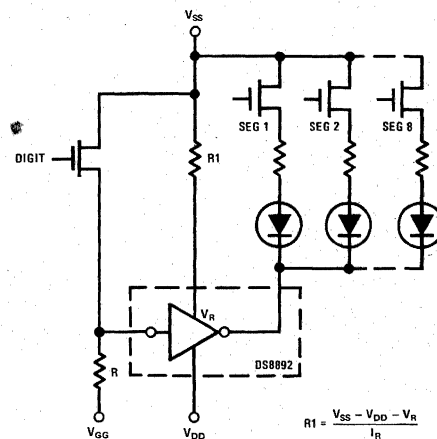 VSS
SEG 1
SEG 2
SEG 8
DIGIT
R1
VR
DS8892
R
VGG
VDD
R1 = VSS − VDD − VR / IR